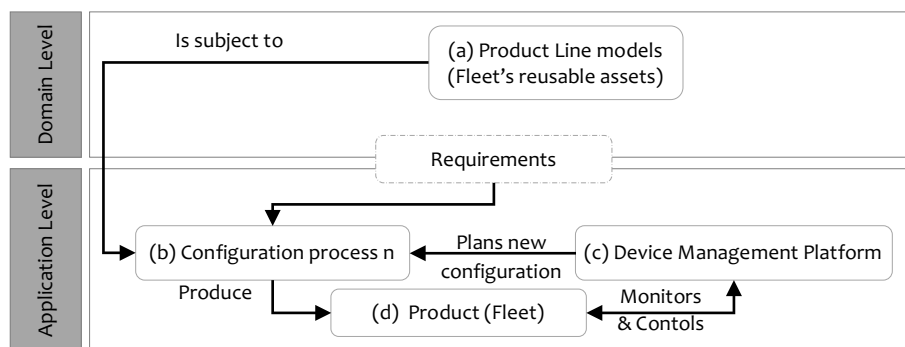 Domain Level
Is subject to
(a) Product Line models
(Fleet's reusable assets)
Requirements
Application Level
(b) Configuration process n
Plans new
configuration
(c) Device Management Platform
Produce
(d) Product (Fleet)
Monitors
& Contols